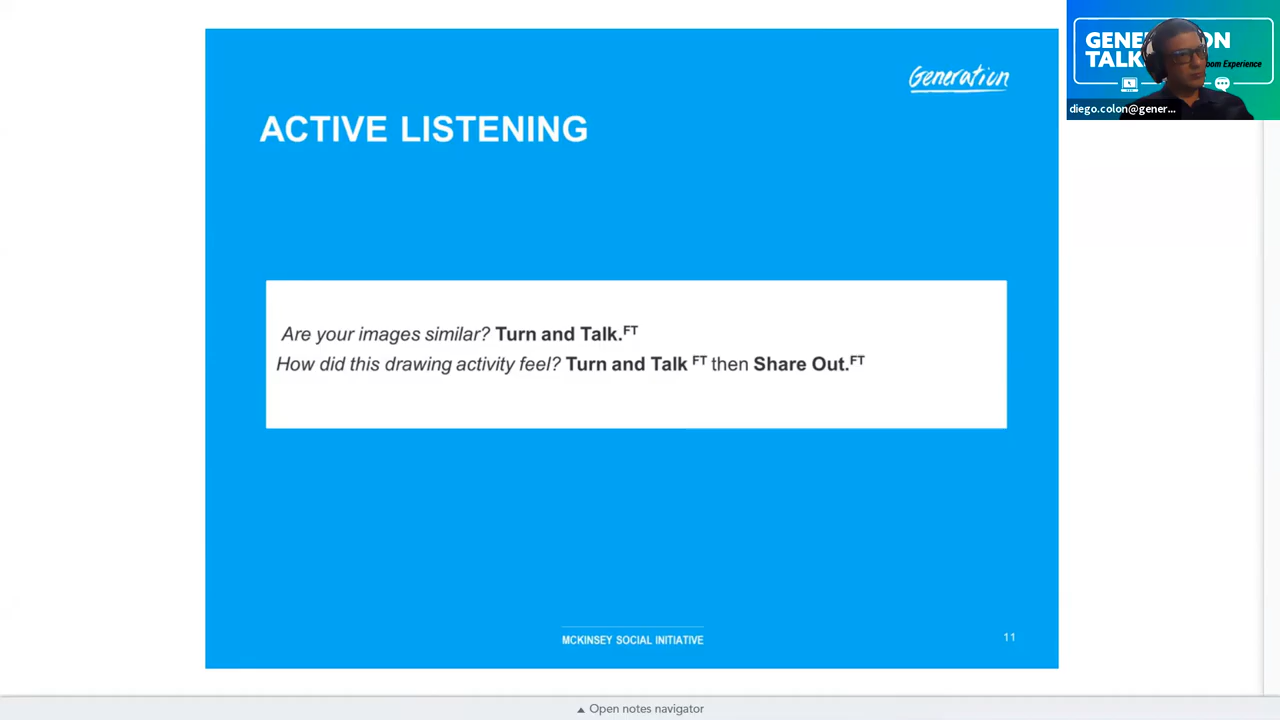 Generation
ACTIVE LISTENING
Are your images similar? Turn and Talk.FT
How did this drawing activity feel? Turn and Talk FT then Share Out.FT
MCKINSEY SOCIAL INITIATIVE
11
Open notes navigator
diego.colon@gener...